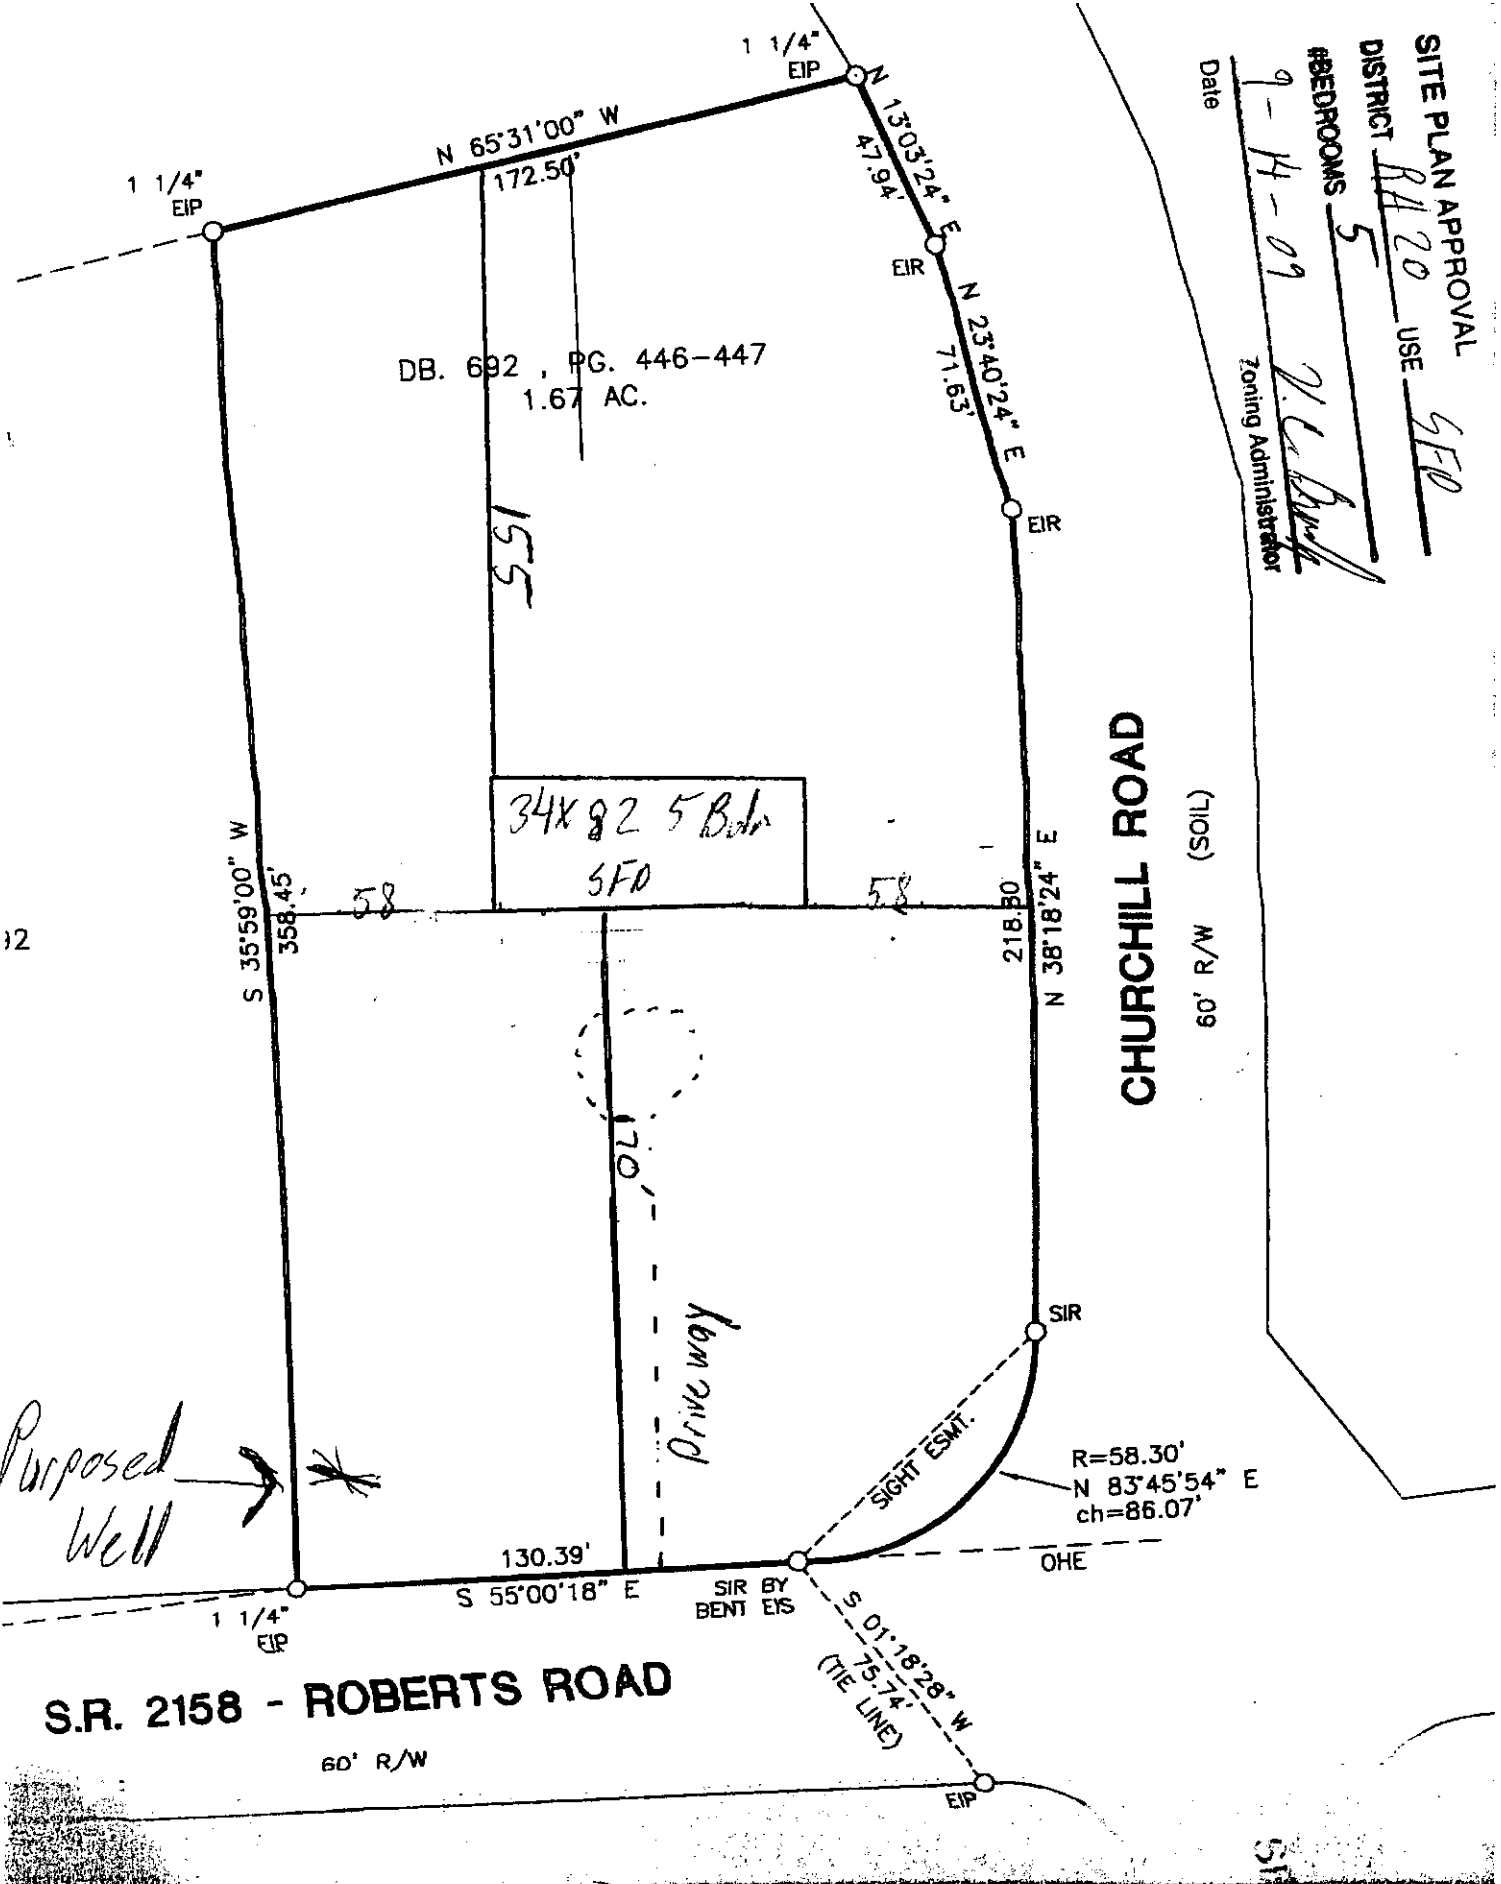 SITE PLAN APPROVAL
DISTRICT RA20 USE SFD
#BEDROOMS 5
9-14-09
Date
Zoning Administrator
1 1/4"
EIP
N 65°31'00" W
172.50'
1 1/4"
EIP
N 13°03'24" E
47.94'
EIR
N 23°40'24" E
71.63'
EIR
DB. 692 , PG. 446-447
1.67 AC.
155
34X82 5 Bdr
SFD
58
58
S 35°59'00" W
358.45'
218.80
N 38°18'24" E
CHURCHILL ROAD
60' R/W (SOIL)
92
170
Driveway
Purposed
Well
SIR
SIGHT ESMT.
R=58.30'
N 83°45'54" E
ch=86.07'
OHE
130.39'
S 55°00'18" E
SIR BY
BENT EIS
1 1/4"
EIP
S 01°18'28" W
75.74'
(TIE LINE)
S.R. 2158 - ROBERTS ROAD
60' R/W
EIP